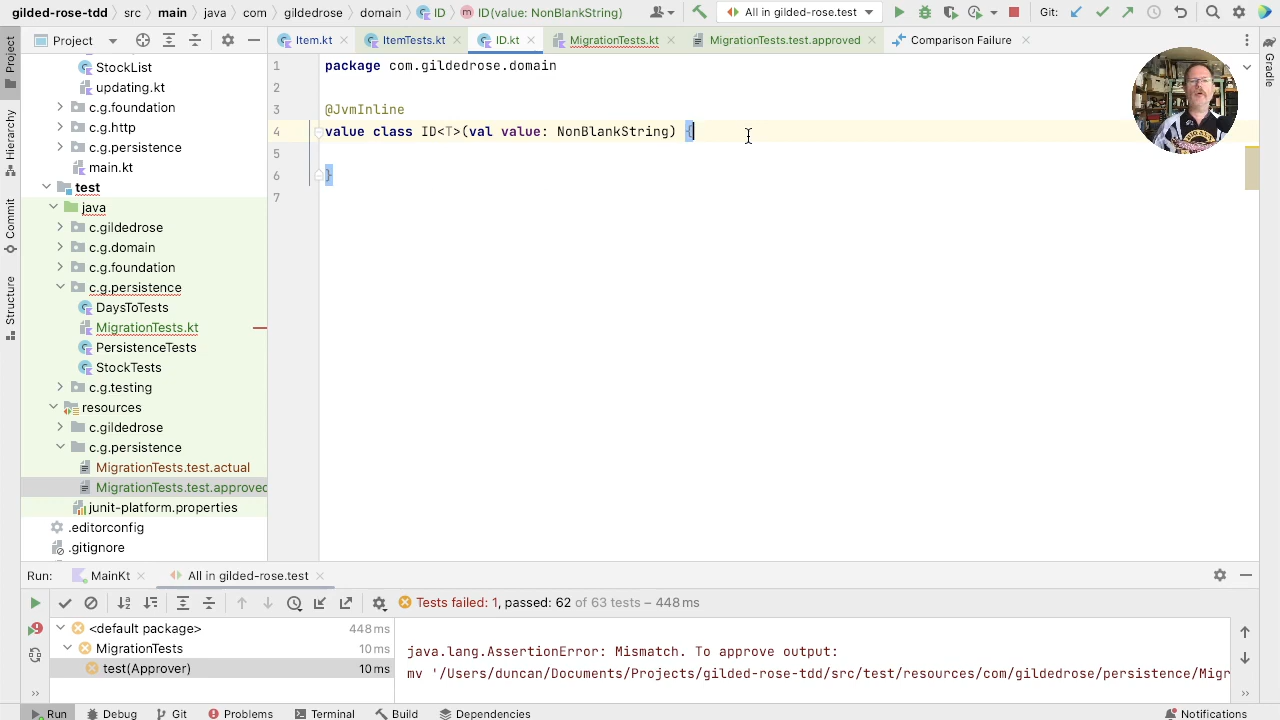 gilded-rose-tdd › src › main › java › com › gildedrose › domain › ID › ID(value: NonBlankString)
All in gilded-rose.test
Git:
Project
Item.kt
ItemTests.kt
ID.kt
MigrationTests.kt
MigrationTests.test.approved
Comparison Failure
Project
Hierarchy
Commit
Structure
Gradle
StockList
updating.kt
c.g.foundation
c.g.http
c.g.persistence
main.kt
test
java
c.g.gildedrose
c.g.domain
c.g.foundation
c.g.persistence
DaysToTests
MigrationTests.kt
PersistenceTests
StockTests
c.g.testing
resources
c.g.gildedrose
c.g.persistence
MigrationTests.test.actual
MigrationTests.test.approved
junit-platform.properties
.editorconfig
.gitignore
1 package com.gildedrose.domain
2
3 @JvmInline
4 value class ID<T>(val value: NonBlankString) {
5
6 }
7
Run: MainKt All in gilded-rose.test
Tests failed: 1, passed: 62 of 63 tests – 448 ms
<default package> 448 ms
MigrationTests 10 ms
test(Approver) 10 ms
java.lang.AssertionError: Mismatch. To approve output:
mv '/Users/duncan/Documents/Projects/gilded-rose-tdd/src/test/resources/com/gildedrose/persistence/Migr
Run Debug Git Problems Terminal Build Dependencies Notifications